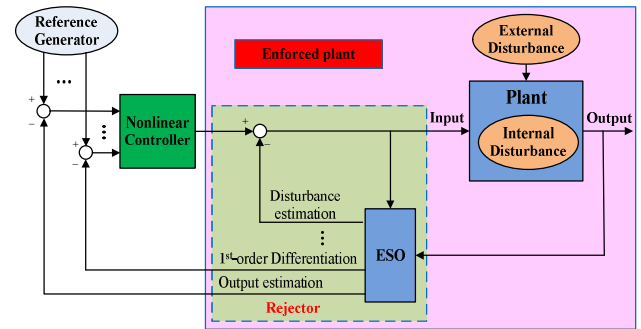 Reference
Generator
Enforced plant
External
Disturbance
Plant
Internal
Disturbance
Input
Output
Nonlinear
Controller
+
−
+
−
+
−
Disturbance
estimation
ESO
1st-order Differentiation
Output estimation
Rejector